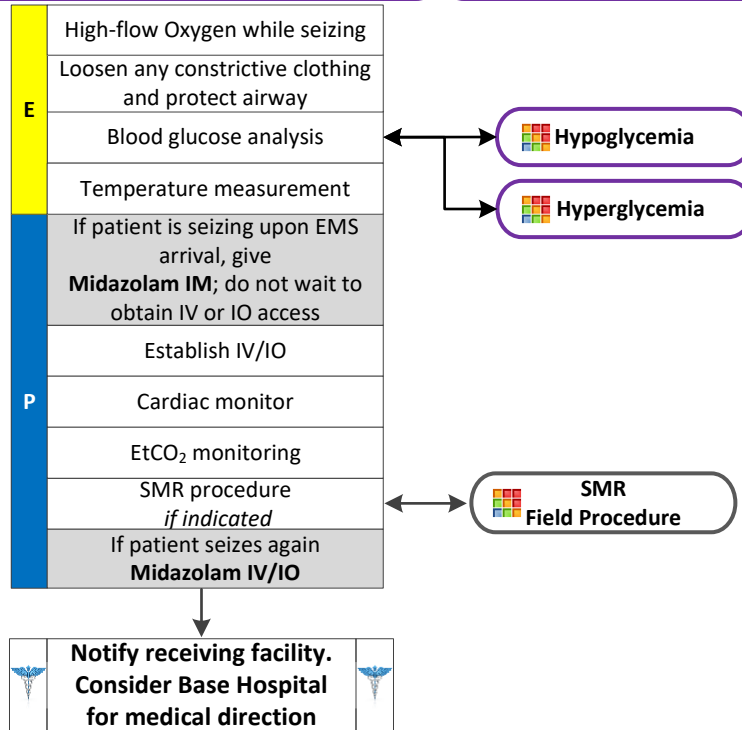 High-flow Oxygen while seizing
Loosen any constrictive clothing
and protect airway
E
Blood glucose analysis
Hypoglycemia
Temperature measurement
Hyperglycemia
If patient is seizing upon EMS
arrival, give
Midazolam IM; do not wait to
obtain IV or IO access
Establish IV/IO
P
Cardiac monitor
EtCO₂ monitoring
SMR procedure
if indicated
SMR
Field Procedure
If patient seizes again
Midazolam IV/IO
Notify receiving facility.
Consider Base Hospital
for medical direction